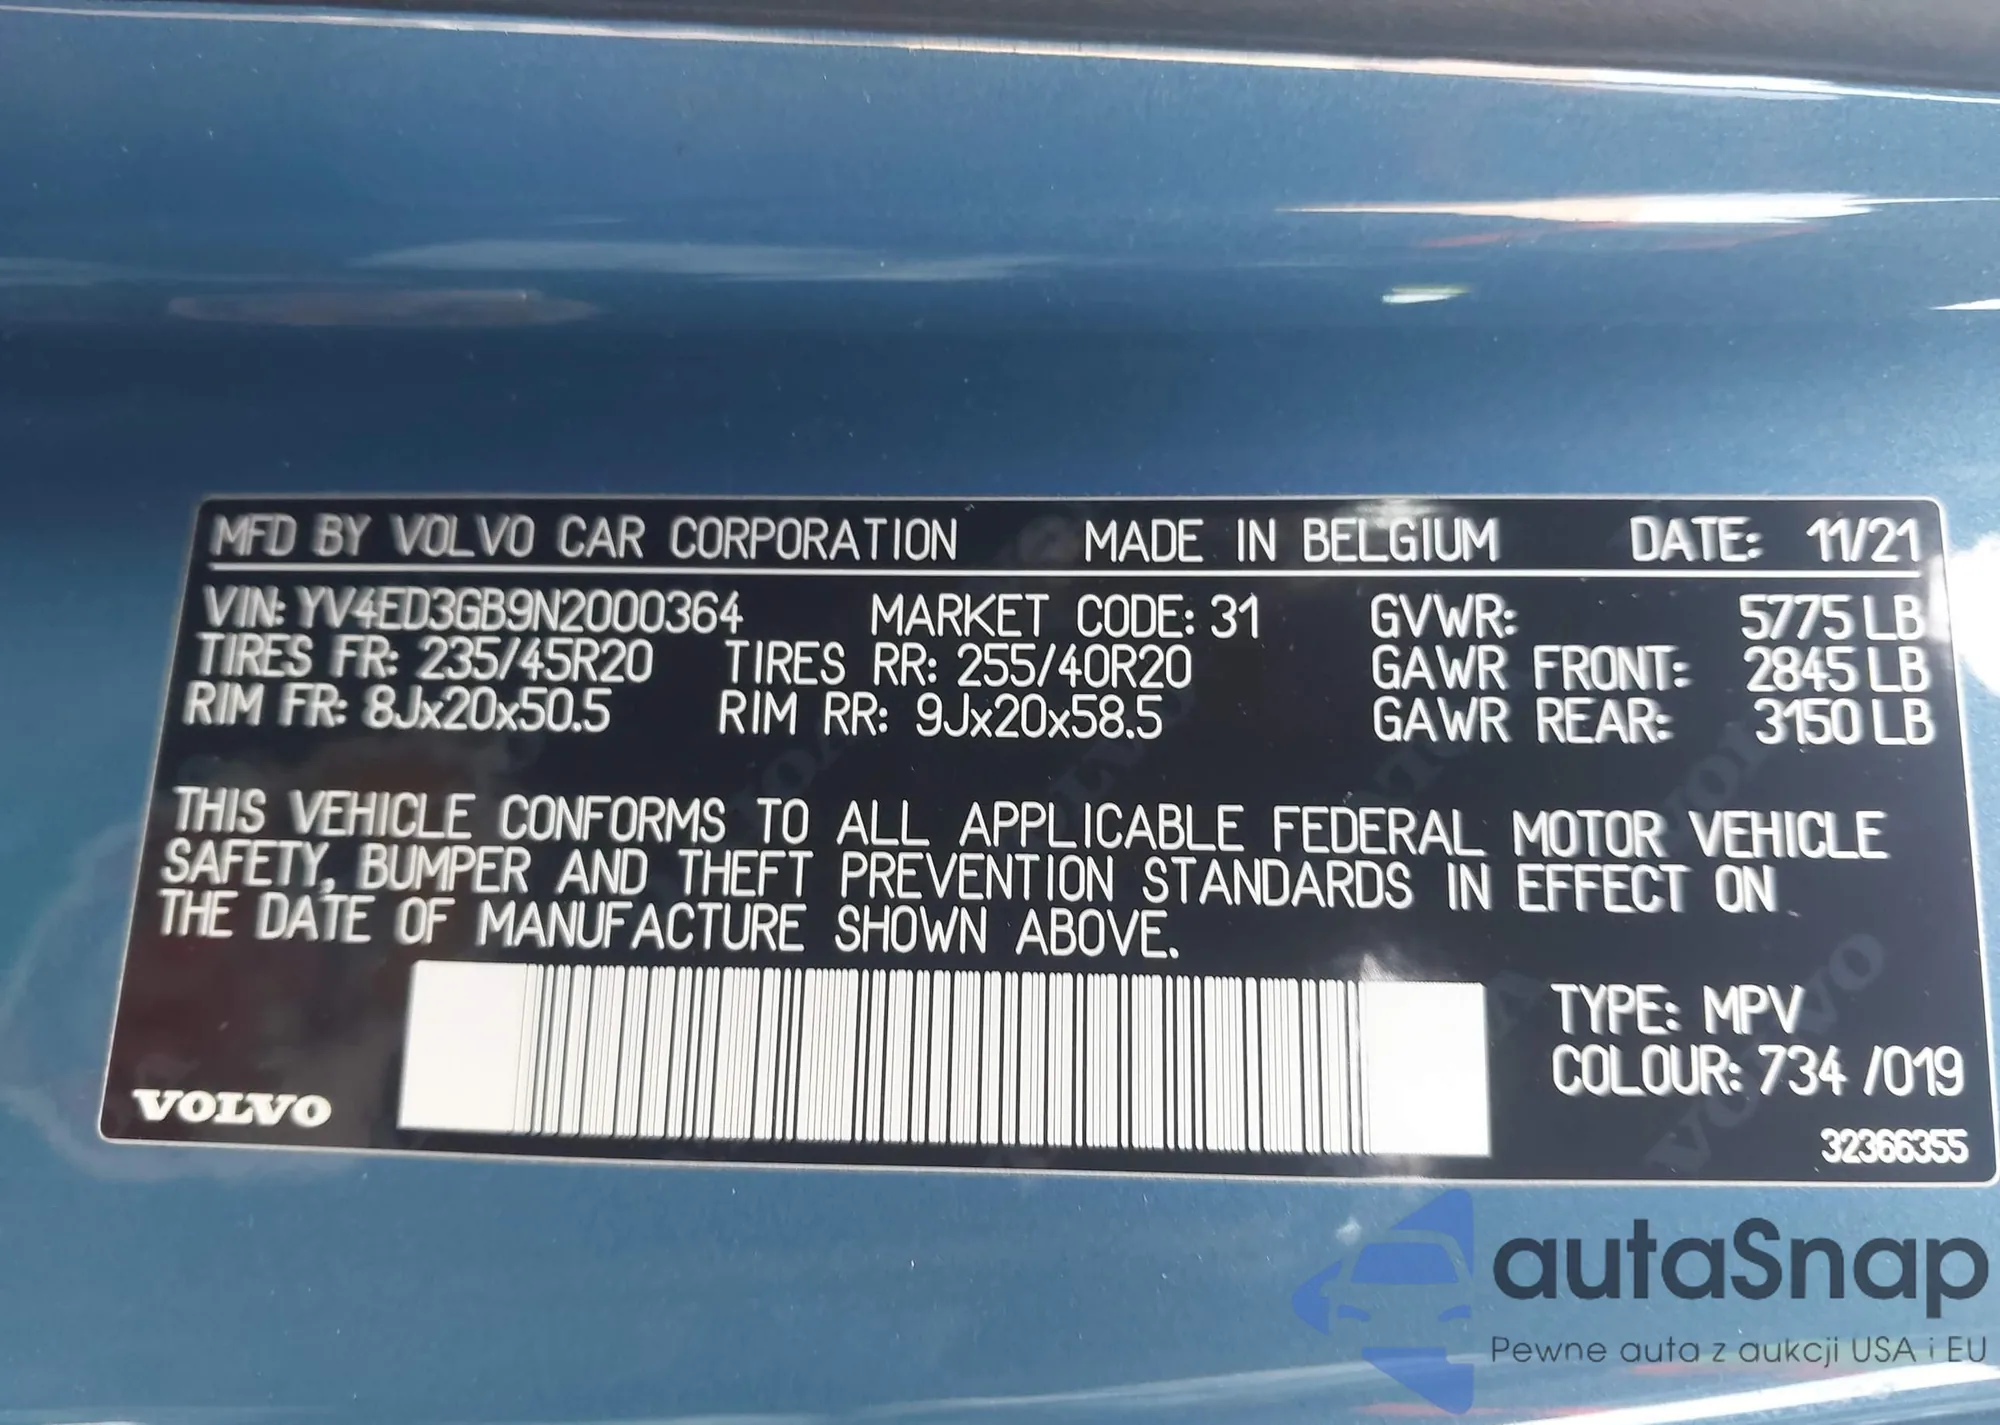 MFD BY VOLVO CAR CORPORATION MADE IN BELGIUM DATE: 11/21
VIN: YV4ED3GB9N2000364 MARKET CODE: 31 GVWR: 5775 LB
TIRES FR: 235/45R20 TIRES RR: 255/40R20 GAWR FRONT: 2845 LB
RIM FR: 8Jx20x50.5 RIM RR: 9Jx20x58.5 GAWR REAR: 3150 LB
THIS VEHICLE CONFORMS TO ALL APPLICABLE FEDERAL MOTOR VEHICLE
SAFETY, BUMPER AND THEFT PREVENTION STANDARDS IN EFFECT ON
THE DATE OF MANUFACTURE SHOWN ABOVE.
TYPE: MPV
COLOUR: 734 /019
VOLVO
32366355
autaSnap
Pewne auta z aukcji USA i EU